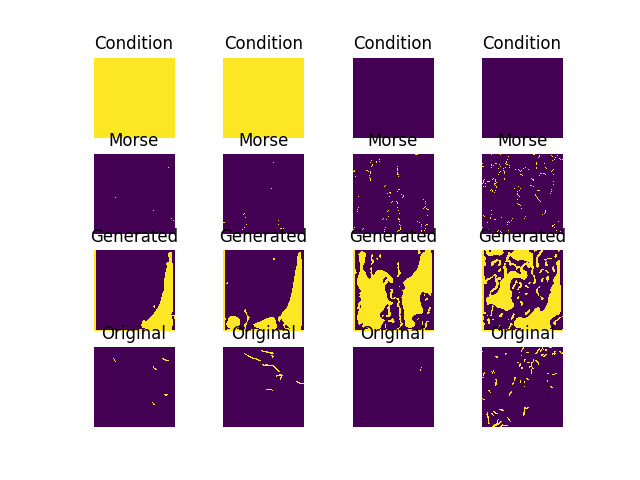 Condition Condition Condition Condition
Morse Morse Morse Morse
Generated Generated Generated Generated
Original Original Original Original